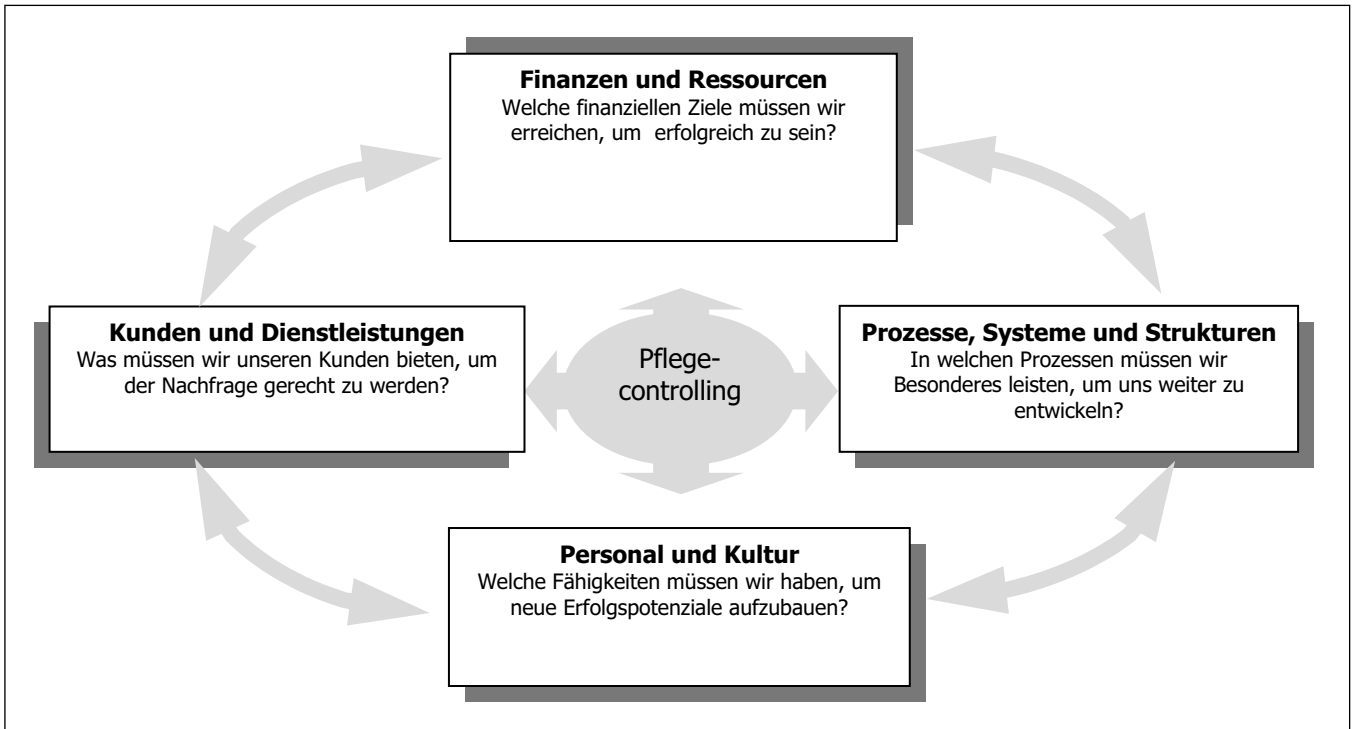 Finanzen und Ressourcen
Welche finanziellen Ziele müssen wir
erreichen, um  erfolgreich zu sein?
Kunden und Dienstleistungen
Was müssen wir unseren Kunden bieten, um
der Nachfrage gerecht zu werden?
Pflege-
controlling
Prozesse, Systeme und Strukturen
In welchen Prozessen müssen wir
Besonderes leisten, um uns weiter zu
entwickeln?
Personal und Kultur
Welche Fähigkeiten müssen wir haben, um
neue Erfolgspotenziale aufzubauen?